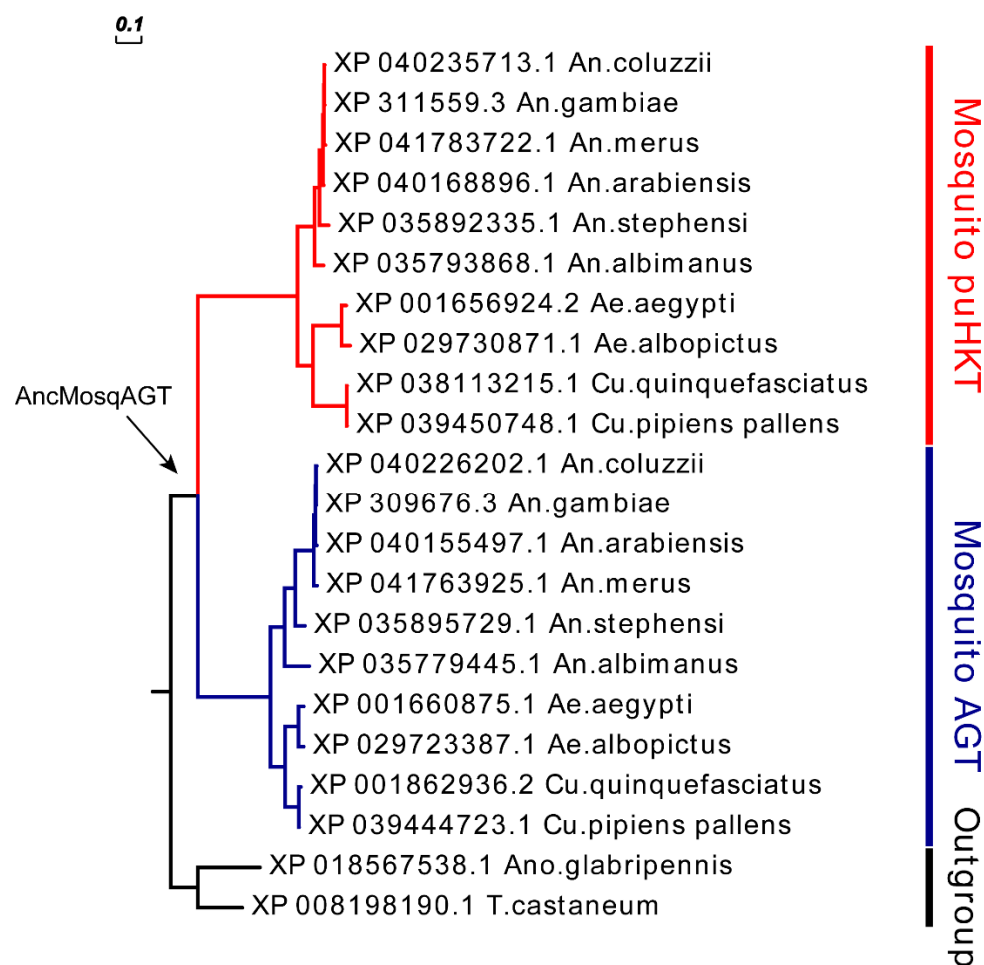 0.1
XP 040235713.1 An.coluzzii
XP 311559.3 An.gambiae
XP 041783722.1 An.merus
XP 040168896.1 An.arabiensis
XP 035892335.1 An.stephensi
XP 035793868.1 An.albimanus
XP 001656924.2 Ae.aegypti
XP 029730871.1 Ae.albopictus
XP 038113215.1 Cu.quinquefasciatus
XP 039450748.1 Cu.pipiens pallens
Mosquito puHKT
AncMosqAGT
XP 040226202.1 An.coluzzii
XP 309676.3 An.gambiae
XP 040155497.1 An.arabiensis
XP 041763925.1 An.merus
XP 035895729.1 An.stephensi
XP 035779445.1 An.albimanus
XP 001660875.1 Ae.aegypti
XP 029723387.1 Ae.albopictus
XP 001862936.2 Cu.quinquefasciatus
XP 039444723.1 Cu.pipiens pallens
Mosquito AGT
XP 018567538.1 Ano.glabripennis
XP 008198190.1 T.castaneum
Outgroup